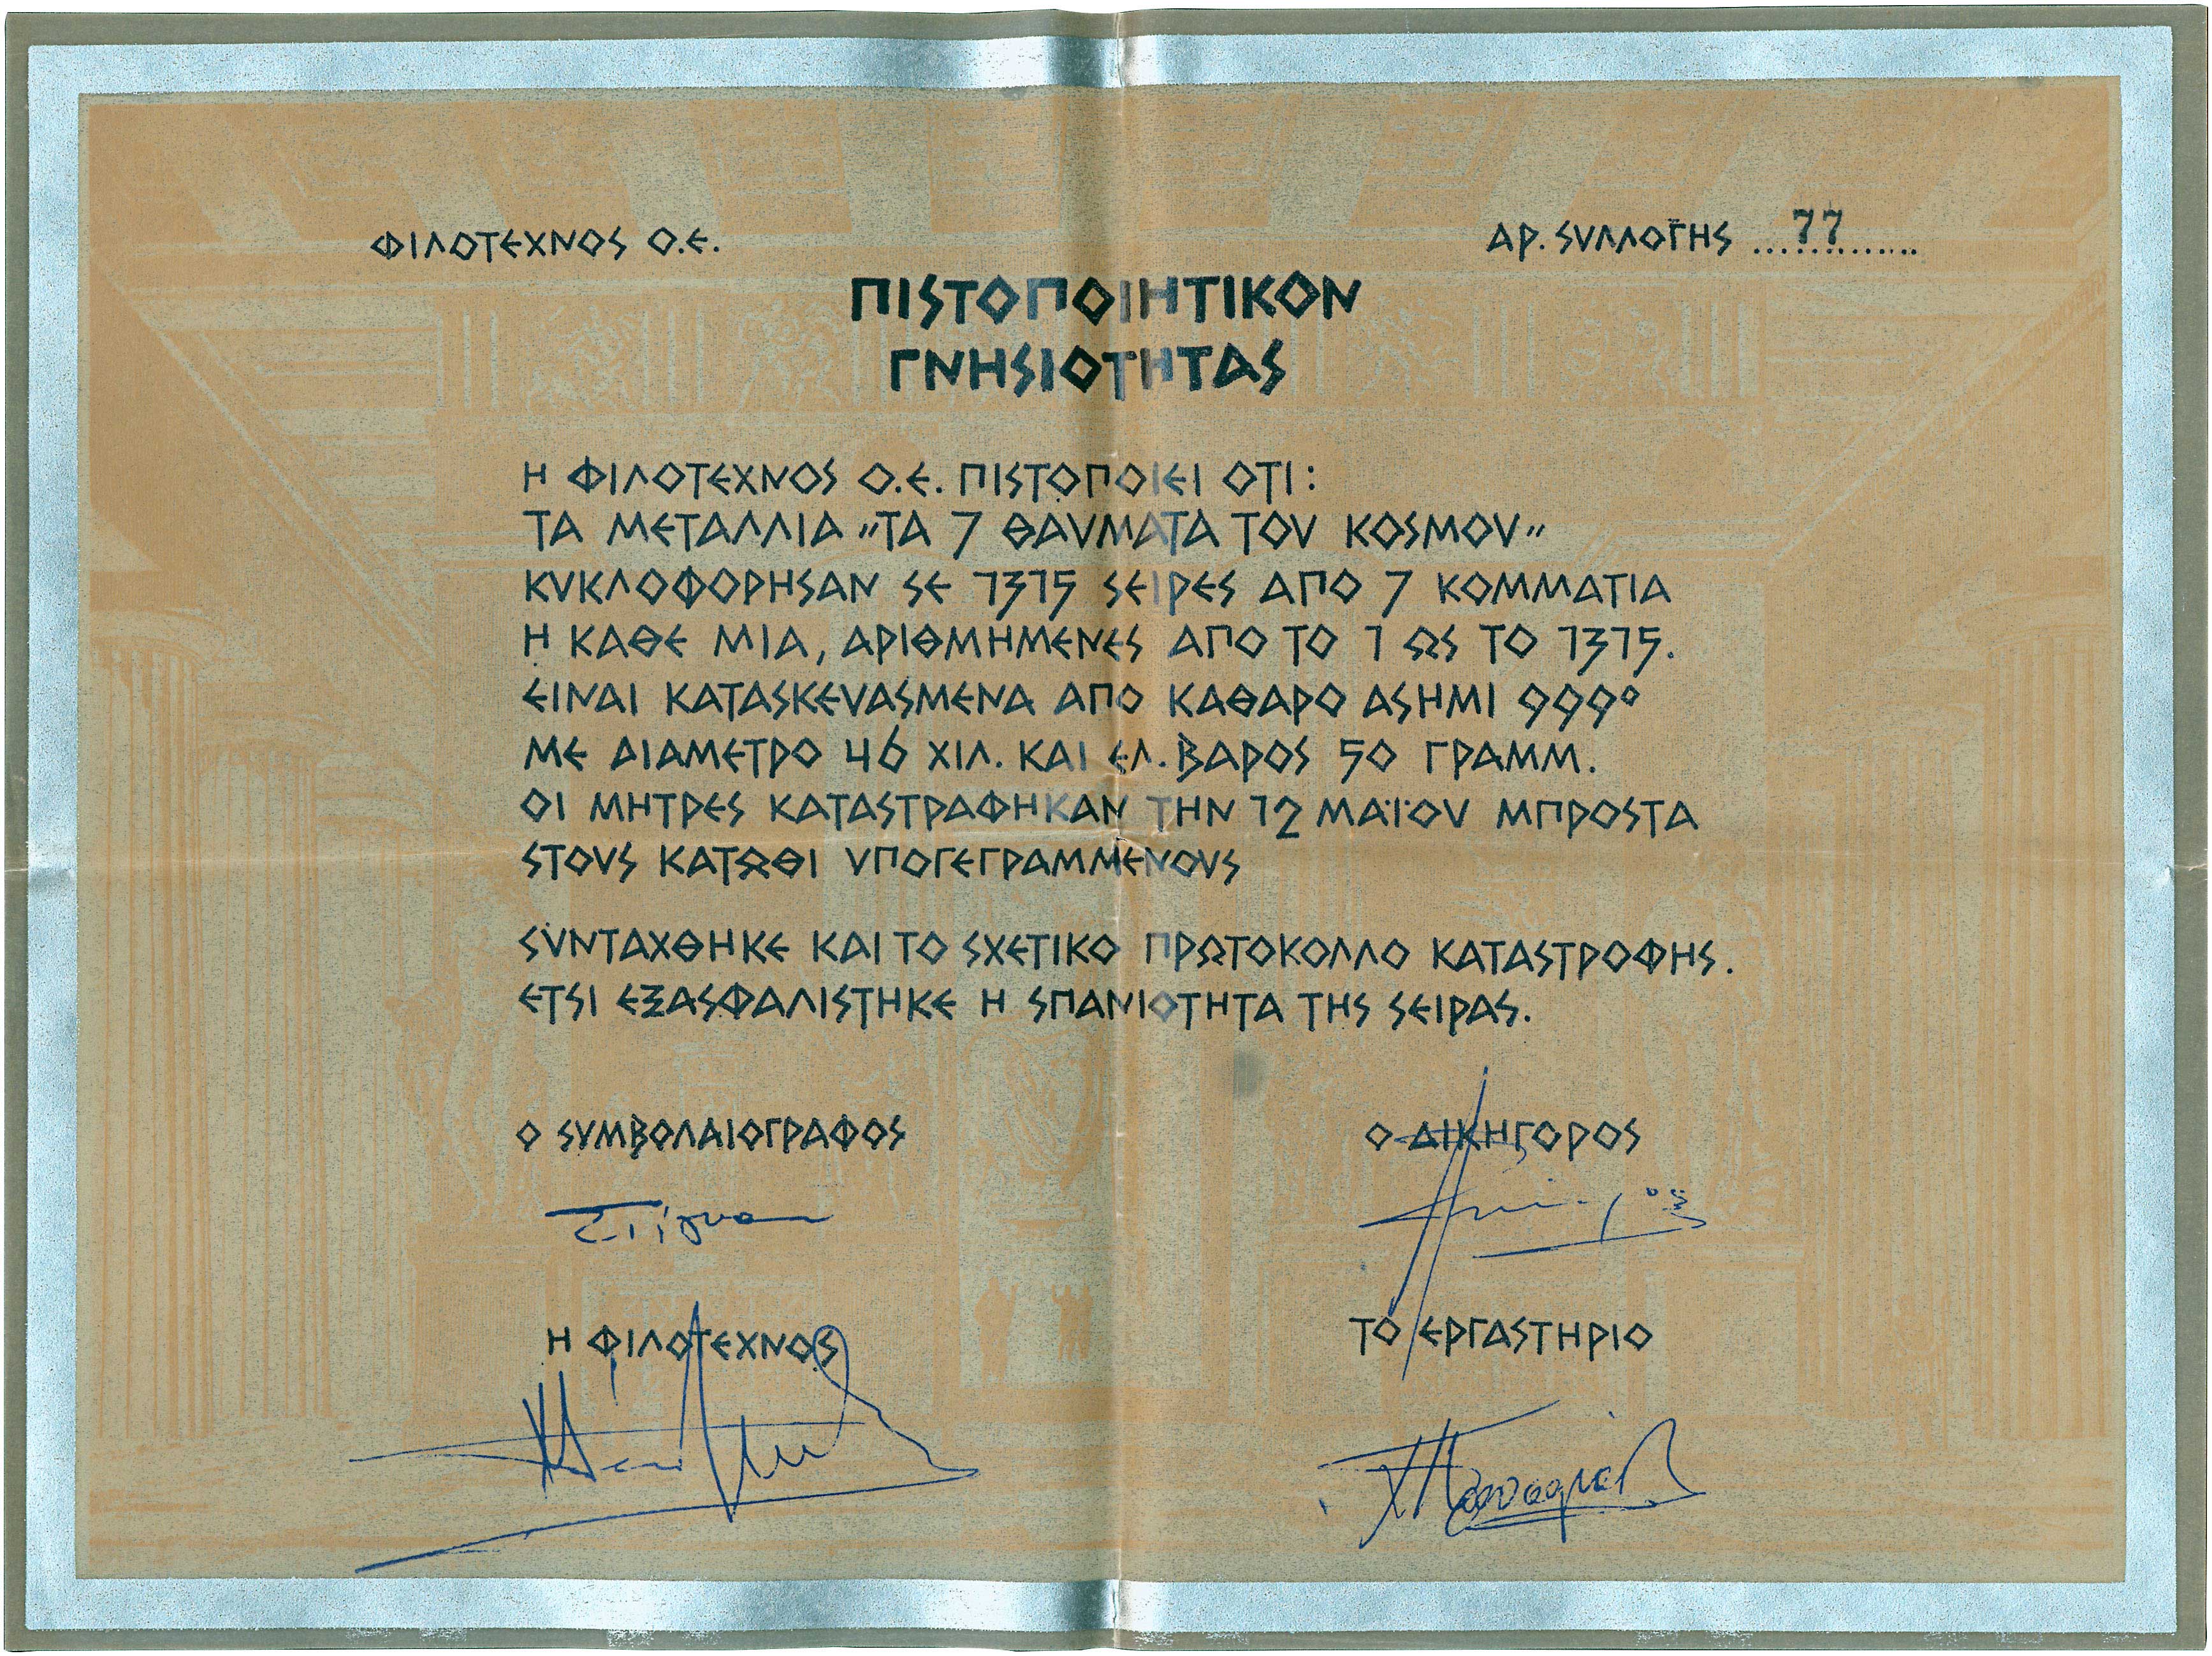 ΦΙΛΟΤΕΧΝΟΣ Ο.Ε.
ΑΡ. ΣΥΛΛΟΓΗΣ 77
ΠΙΣΤΟΠΟΙΗΤΙΚΟΝ
ΓΝΗΣΙΟΤΗΤΑΣ
Η ΦΙΛΟΤΕΧΝΟΣ Ο.Ε. ΠΙΣΤΟΠΟΙΕΙ ΟΤΙ:
ΤΑ ΜΕΤΑΛΛΙΑ "ΤΑ 7 ΘΑΥΜΑΤΑ ΤΟΥ ΚΟΣΜΟΥ"
ΚΥΚΛΟΦΟΡΗΣΑΝ ΣΕ 1315 ΣΕΙΡΕΣ ΑΠΟ 7 ΚΟΜΜΑΤΙΑ
Η ΚΑΘΕ ΜΙΑ, ΑΡΙΘΜΗΜΕΝΕΣ ΑΠΟ ΤΟ 1 ΩΣ ΤΟ 1315.
ΕΙΝΑΙ ΚΑΤΑΣΚΕΥΑΣΜΕΝΑ ΑΠΟ ΚΑΘΑΡΟ ΑΣΗΜΙ 999°
ΜΕ ΔΙΑΜΕΤΡΟ 46 ΧΙΛ. ΚΑΙ ΕΛ. ΒΑΡΟΣ 50 ΓΡΑΜΜ.
ΟΙ ΜΗΤΡΕΣ ΚΑΤΑΣΤΡΑΦΗΚΑΝ ΤΗΝ 12 ΜΑΪΟΥ ΜΠΡΟΣΤΑ
ΣΤΟΥΣ ΚΑΤΩΘΙ ΥΠΟΓΕΓΡΑΜΜΕΝΟΥΣ
ΣΥΝΤΑΧΘΗΚΕ ΚΑΙ ΤΟ ΣΧΕΤΙΚΟ ΠΡΩΤΟΚΟΛΛΟ ΚΑΤΑΣΤΡΟΦΗΣ.
ΕΤΣΙ ΕΞΑΣΦΑΛΙΣΤΗΚΕ Η ΣΠΑΝΙΟΤΗΤΑ ΤΗΣ ΣΕΙΡΑΣ.
Ο ΣΥΜΒΟΛΑΙΟΓΡΑΦΟΣ
Ο ΔΙΚΗΓΟΡΟΣ
Η ΦΙΛΟΤΕΧΝΟΣ
ΤΟ ΕΡΓΑΣΤΗΡΙΟ